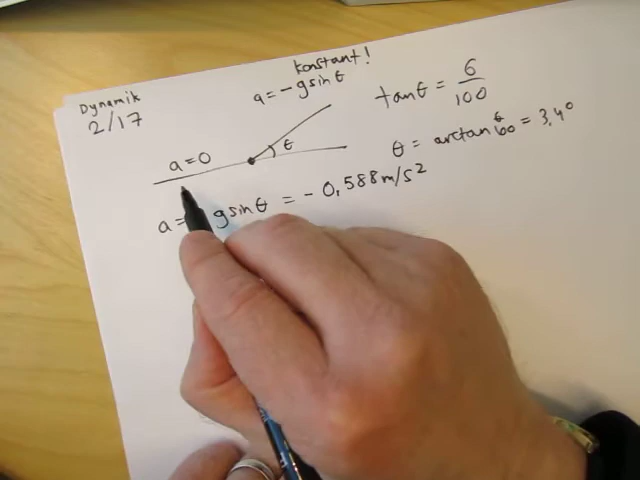 Dynamik
2/17
konstant!
a = -g sin θ
tan θ = 6/100
θ = arctan 6/100 = 3,4°
a = 0
θ
a = g sin θ = -0,588 m/s²